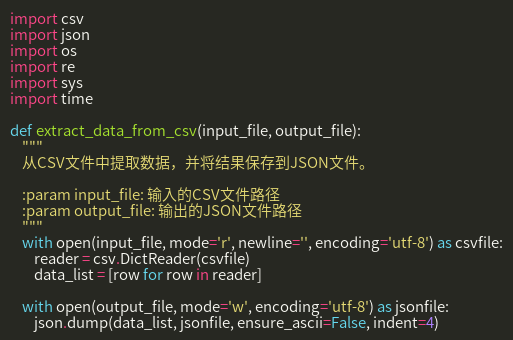 import csv
import json
import os
import re
import sys
import time

def extract_data_from_csv(input_file, output_file):
    """
    从CSV文件中提取数据，并将结果保存到JSON文件。

    :param input_file: 输入的CSV文件路径
    :param output_file: 输出的JSON文件路径
    """
    with open(input_file, mode='r', newline='', encoding='utf-8') as csvfile:
        reader = csv.DictReader(csvfile)
        data_list = [row for row in reader]

    with open(output_file, mode='w', encoding='utf-8') as jsonfile:
        json.dump(data_list, jsonfile, ensure_ascii=False, indent=4)